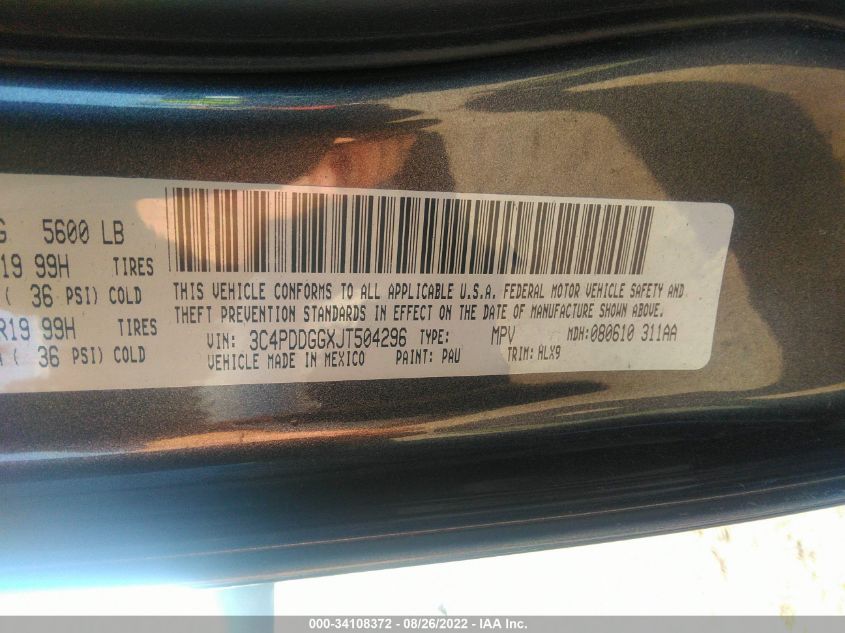 G 5600 LB
19 99H TIRES
( 36 PSI) COLD
R19 99H TIRES
( 36 PSI) COLD
THIS VEHICLE CONFORMS TO ALL APPLICABLE U.S.A. FEDERAL MOTOR VEHICLE SAFETY AND
THEFT PREVENTION STANDARDS IN EFFECT ON THE DATE OF MANUFACTURE SHOWN ABOVE.
VIN: 3C4PDDGGXJT504296 TYPE: MPV MDH:080610 311AA
VEHICLE MADE IN MEXICO PAINT: PAU TRIM: HLX9
000-34108372 - 08/26/2022 - IAA Inc.